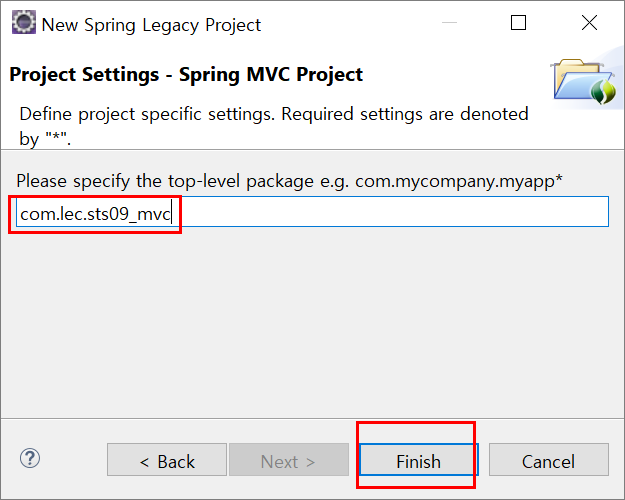 New Spring Legacy Project
Project Settings - Spring MVC Project
Define project specific settings. Required settings are denoted
by "*".
Please specify the top-level package e.g. com.mycompany.myapp*
com.lec.sts09_mvc
?
< Back
Next >
Finish
Cancel